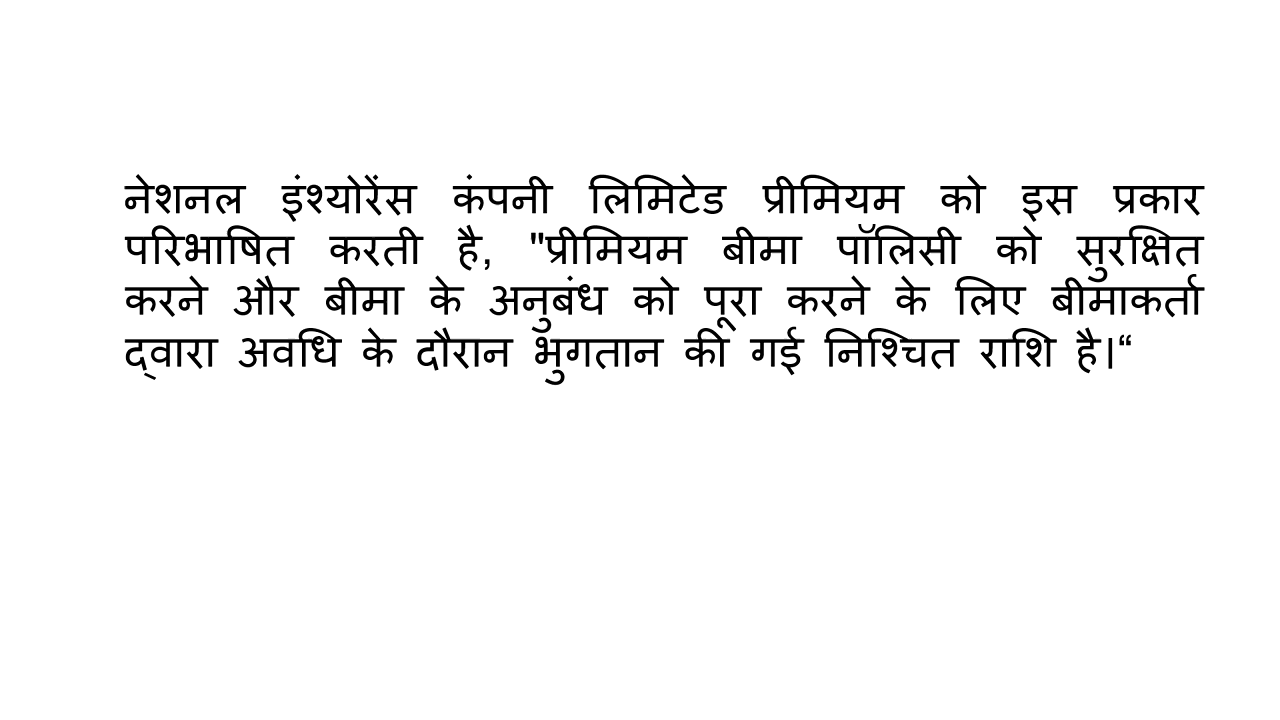 नेशनल इंश्योरेंस कंपनी लिमिटेड प्रीमियम को इस प्रकार
परिभाषित करती है, "प्रीमियम बीमा पॉलिसी को सुरक्षित
करने और बीमा के अनुबंध को पूरा करने के लिए बीमाकर्ता
द्वारा अवधि के दौरान भुगतान की गई निश्चित राशि है।“